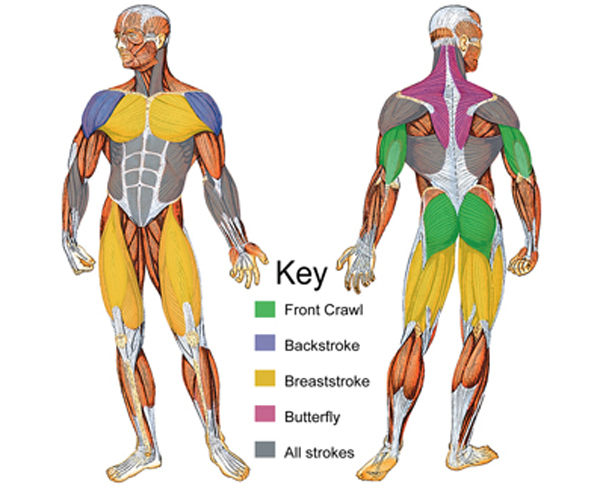 Key
Front Crawl
Backstroke
Breaststroke
Butterfly
All strokes